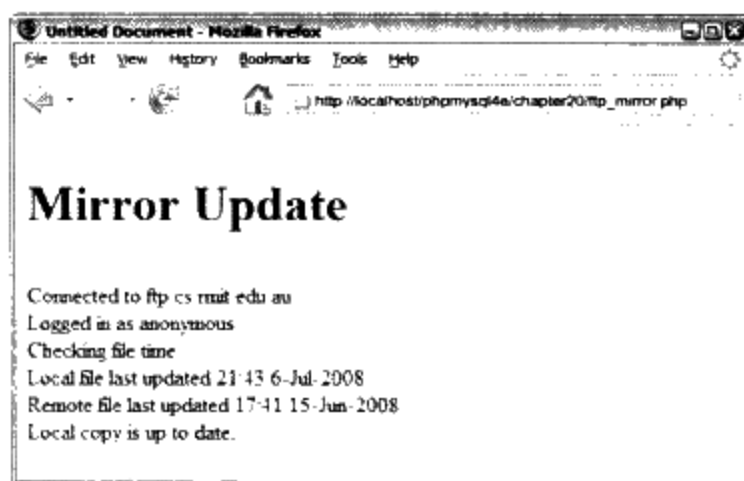 Untitled Document - Mozilla Firefox
File Edit View History Bookmarks Tools Help
http://localhost/phpmysql4e/chapter20/ftp_mirror.php
Mirror Update
Connected to ftp.cs.rmit.edu.au
Logged in as anonymous
Checking file time
Local file last updated 21:43 6-Jul-2008
Remote file last updated 17:41 15-Jun-2008
Local copy is up to date.